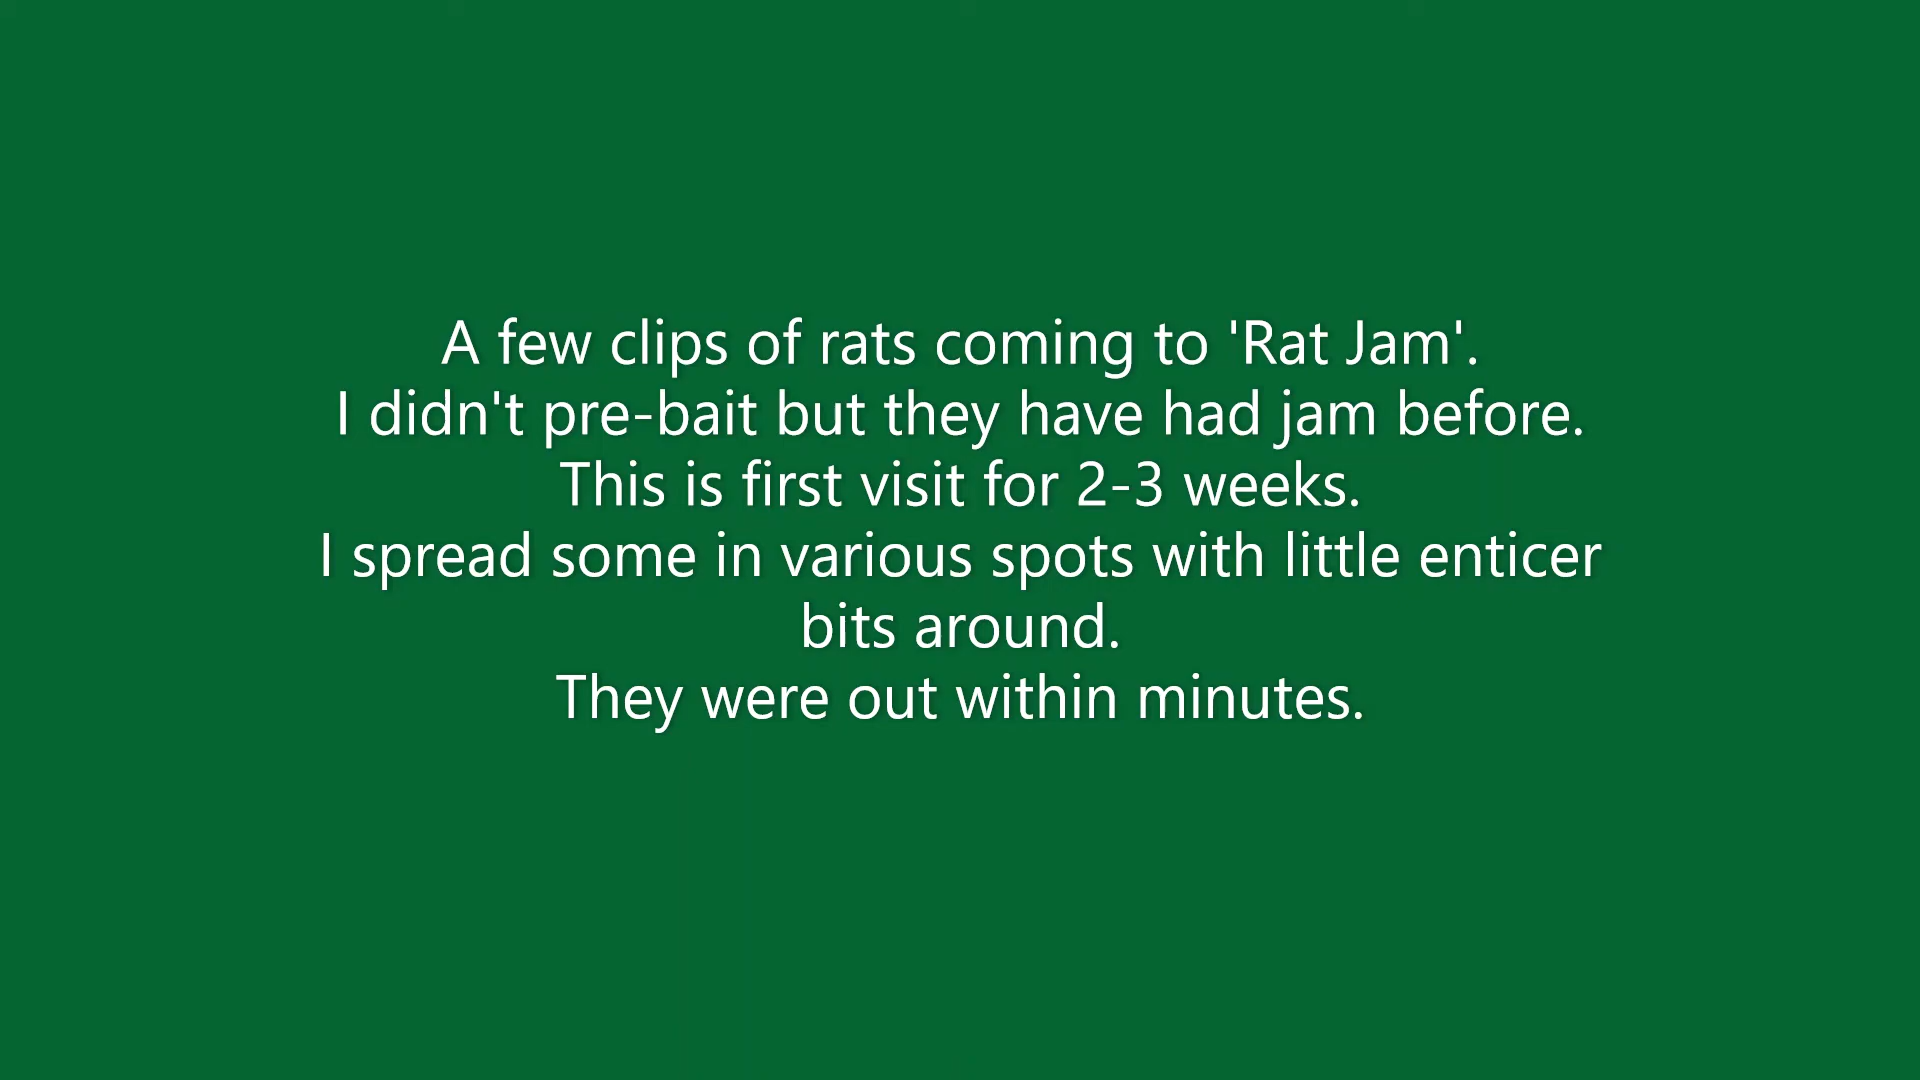 A few clips of rats coming to 'Rat Jam'.
I didn't pre-bait but they have had jam before.
This is first visit for 2-3 weeks.
I spread some in various spots with little enticer
bits around.
They were out within minutes.